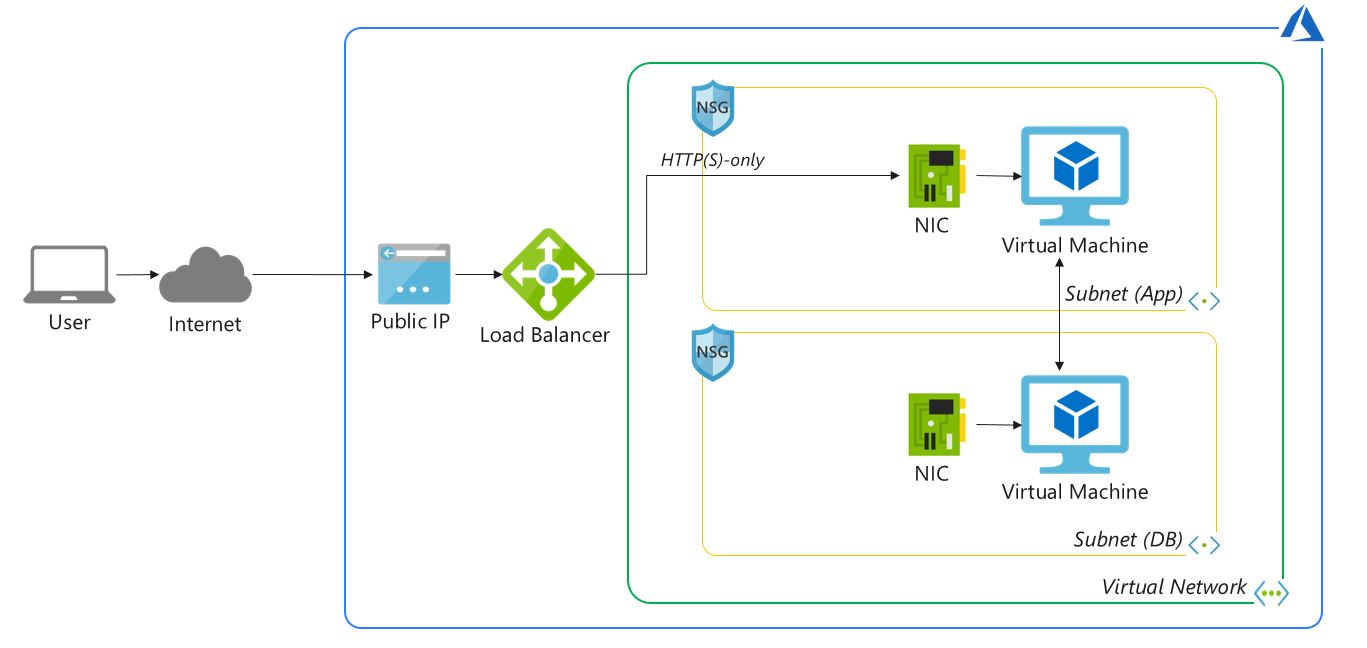 NSG
HTTP(S)-only
NIC
Virtual Machine
Subnet (App)
User
Internet
Public IP
Load Balancer
NSG
NIC
Virtual Machine
Subnet (DB)
Virtual Network